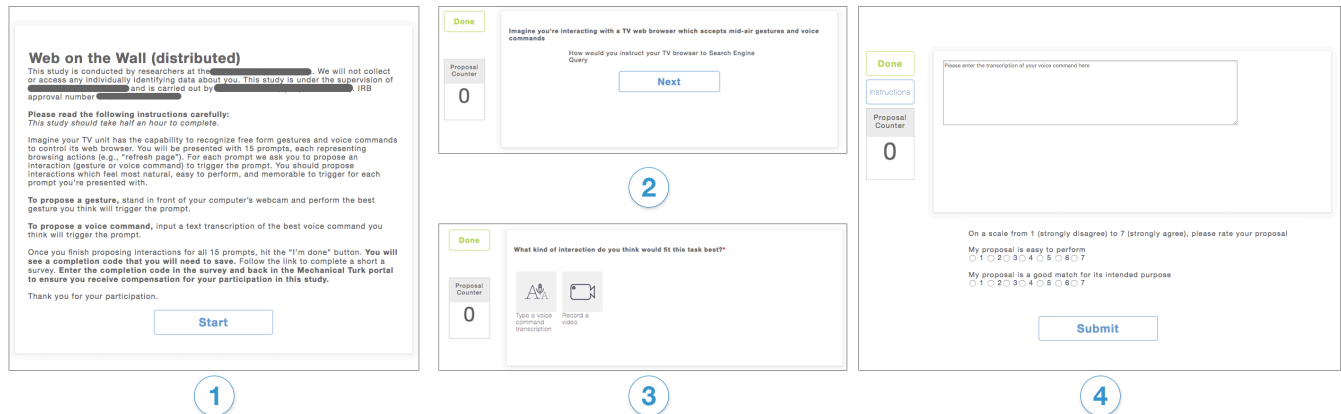 Web on the Wall (distributed)
This study is conducted by researchers at the . We will not collect
or access any individually identifying data about you. This study is under the supervision of
and is carried out by . IRB
approval number
Please read the following instructions carefully:
This study should take half an hour to complete.
Imagine your TV unit has the capability to recognize free form gestures and voice commands
to control its web browser. You will be presented with 15 prompts, each representing
browsing actions (e.g., "refresh page"). For each prompt we ask you to propose an
interaction (gesture or voice command) to trigger the prompt. You should propose
interactions which feel most natural, easy to perform, and memorable to trigger for each
prompt you're presented with.
To propose a gesture, stand in front of your computer's webcam and perform the best
gesture you think will trigger the prompt.
To propose a voice command, input a text transcription of the best voice command you
think will trigger the prompt.
Once you finish proposing interactions for all 15 prompts, hit the "I'm done" button. You will
see a completion code that you will need to save. Follow the link to complete a short a
survey. Enter the completion code in the survey and back in the Mechanical Turk portal
to ensure you receive compensation for your participation in this study.
Thank you for your participation.
Start
1
Done
Proposal
Counter
0
Imagine you're interacting with a TV web browser which accepts mid-air gestures and voice
commands
How would you instruct your TV browser to Search Engine
Query
Next
2
Done
Proposal
Counter
0
What kind of interaction do you think would fit this task best?*
Type a voice
command
transcription
Record a
video
3
Done
Instructions
Proposal
Counter
0
Please enter the transcription of your voice command here
On a scale from 1 (strongly disagree) to 7 (strongly agree), please rate your proposal
My proposal is easy to perform
1 2 3 4 5 6 7
My proposal is a good match for its intended purpose
1 2 3 4 5 6 7
Submit
4